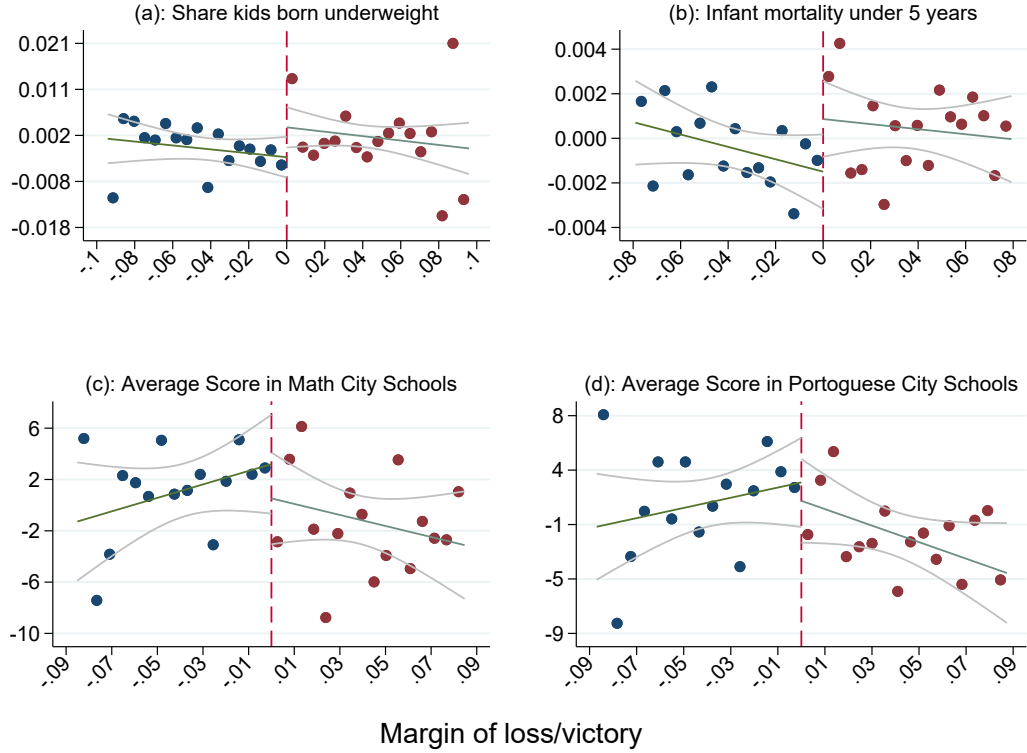 (a): Share kids born underweight
0.021
0.011
0.002
-0.008
-0.018
-.1 -.08 -.06 -.04 -.02 0 .02 .04 .06 .08 .1
(b): Infant mortality under 5 years
0.004
0.002
0.000
-0.002
-0.004
-.08 -.06 -.04 -.02 0 .02 .04 .06 .08
(c): Average Score in Math City Schools
6
2
-2
-6
-10
-.09 -.07 -.05 -.03 -.01 .01 .03 .05 .07 .09
(d): Average Score in Portoguese City Schools
8
4
-1
-5
-9
-.09 -.07 -.05 -.03 -.01 .01 .03 .05 .07 .09
Margin of loss/victory